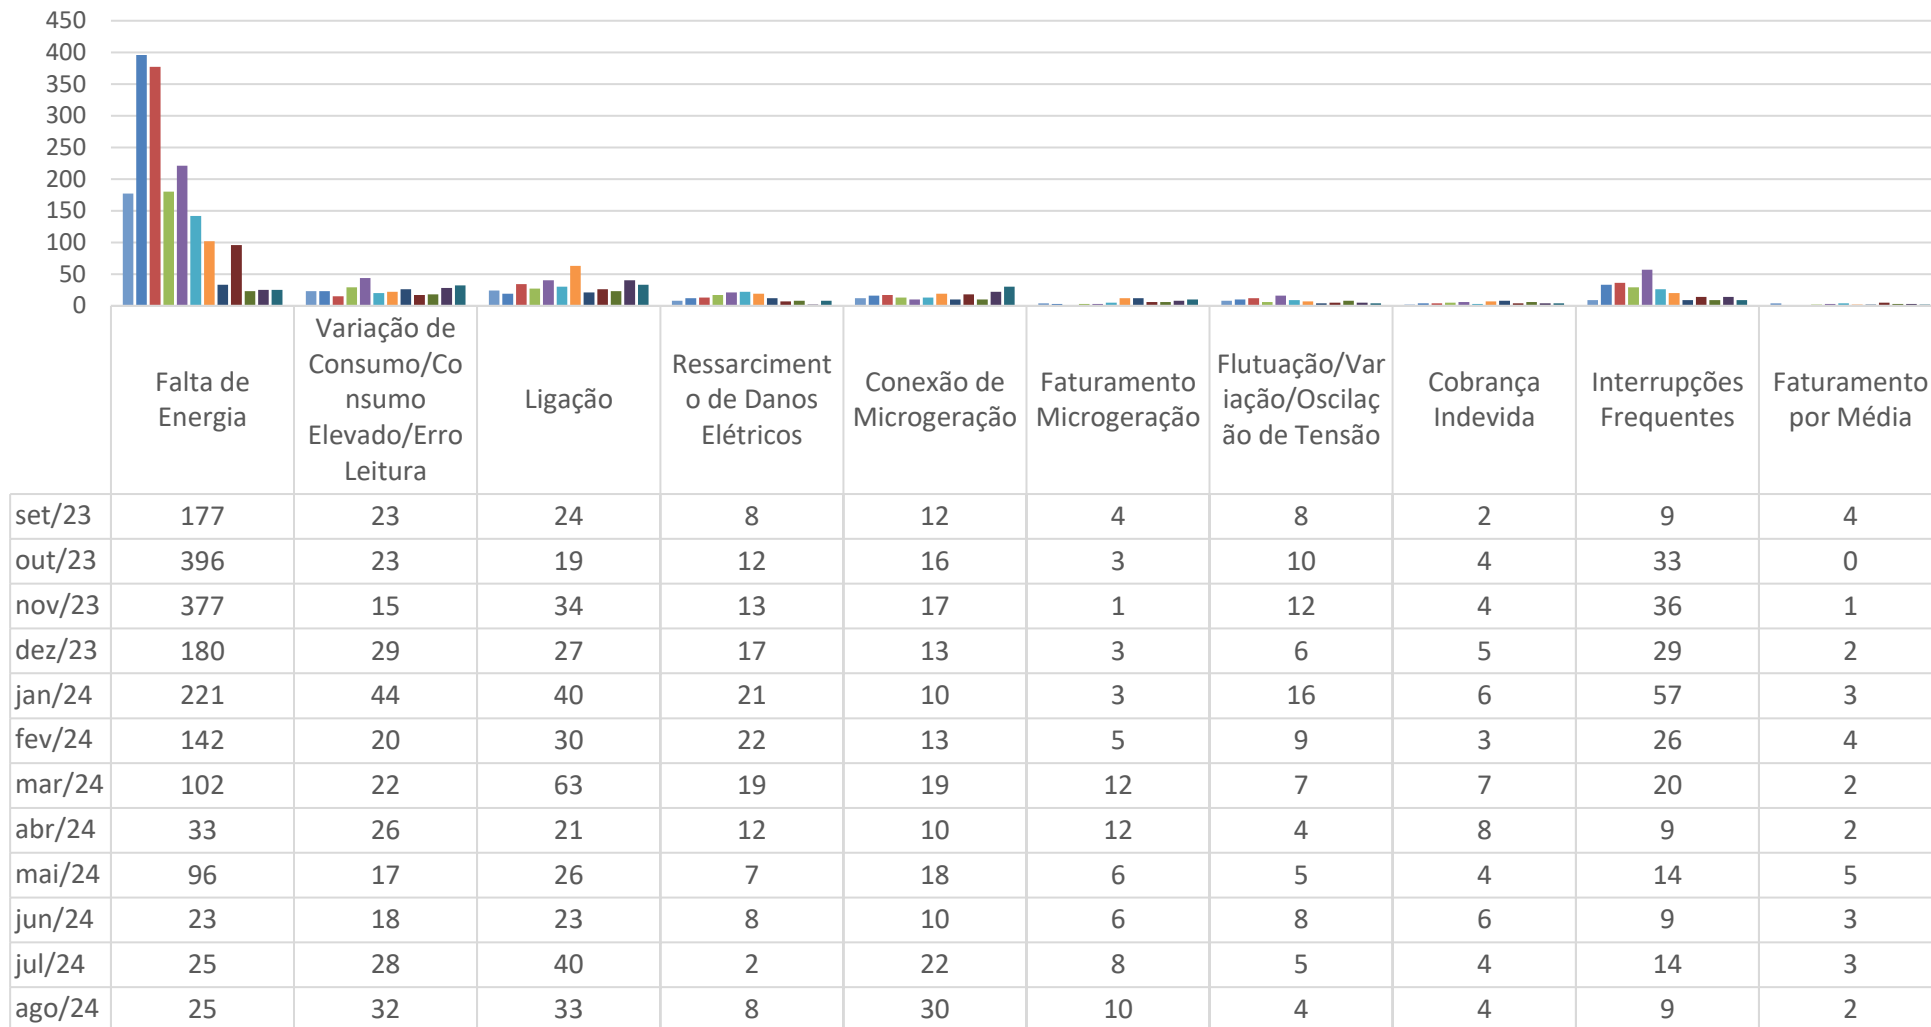 450
400
350
300
250
200
150
100
50
0
Falta de
Energia
Variação de
Consumo/Co
nsumo
Elevado/Erro
Leitura
Ligação
Ressarciment
o de Danos
Elétricos
Conexão de
Microgeração
Faturamento
Microgeração
Flutuação/Var
iação/Oscilaç
ão de Tensão
Cobrança
Indevida
Interrupções
Frequentes
Faturamento
por Média
set/23 177 23 24 8 12 4 8 2 9 4
out/23 396 23 19 12 16 3 10 4 33 0
nov/23 377 15 34 13 17 1 12 4 36 1
dez/23 180 29 27 17 13 3 6 5 29 2
jan/24 221 44 40 21 10 3 16 6 57 3
fev/24 142 20 30 22 13 5 9 3 26 4
mar/24 102 22 63 19 19 12 7 7 20 2
abr/24 33 26 21 12 10 12 4 8 9 2
mai/24 96 17 26 7 18 6 5 4 14 5
jun/24 23 18 23 8 10 6 8 6 9 3
jul/24 25 28 40 2 22 8 5 4 14 3
ago/24 25 32 33 8 30 10 4 4 9 2